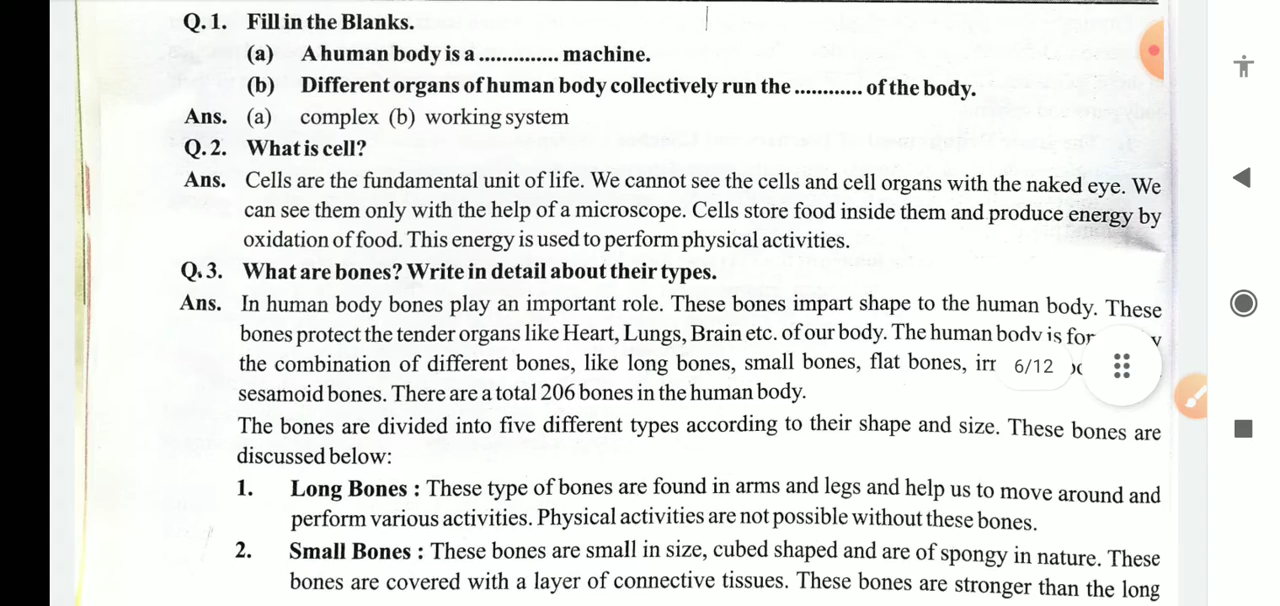 Q.1. Fill in the Blanks.
(a) A human body is a .............. machine.
(b) Different organs of human body collectively run the ............ of the body.
Ans. (a) complex (b) working system
Q.2. What is cell?
Ans. Cells are the fundamental unit of life. We cannot see the cells and cell organs with the naked eye. We
can see them only with the help of a microscope. Cells store food inside them and produce energy by
oxidation of food. This energy is used to perform physical activities.
Q.3. What are bones? Write in detail about their types.
Ans. In human body bones play an important role. These bones impart shape to the human body. These
bones protect the tender organs like Heart, Lungs, Brain etc. of our body. The human body is
the combination of different bones, like long bones, small bones, flat bones, 6/12
sesamoid bones. There are a total 206 bones in the human body.
The bones are divided into five different types according to their shape and size. These bones are
discussed below:
1. Long Bones : These type of bones are found in arms and legs and help us to move around and
perform various activities. Physical activities are not possible without these bones.
2. Small Bones : These bones are small in size, cubed shaped and are of spongy in nature. These
bones are covered with a layer of connective tissues. These bones are stronger than the long